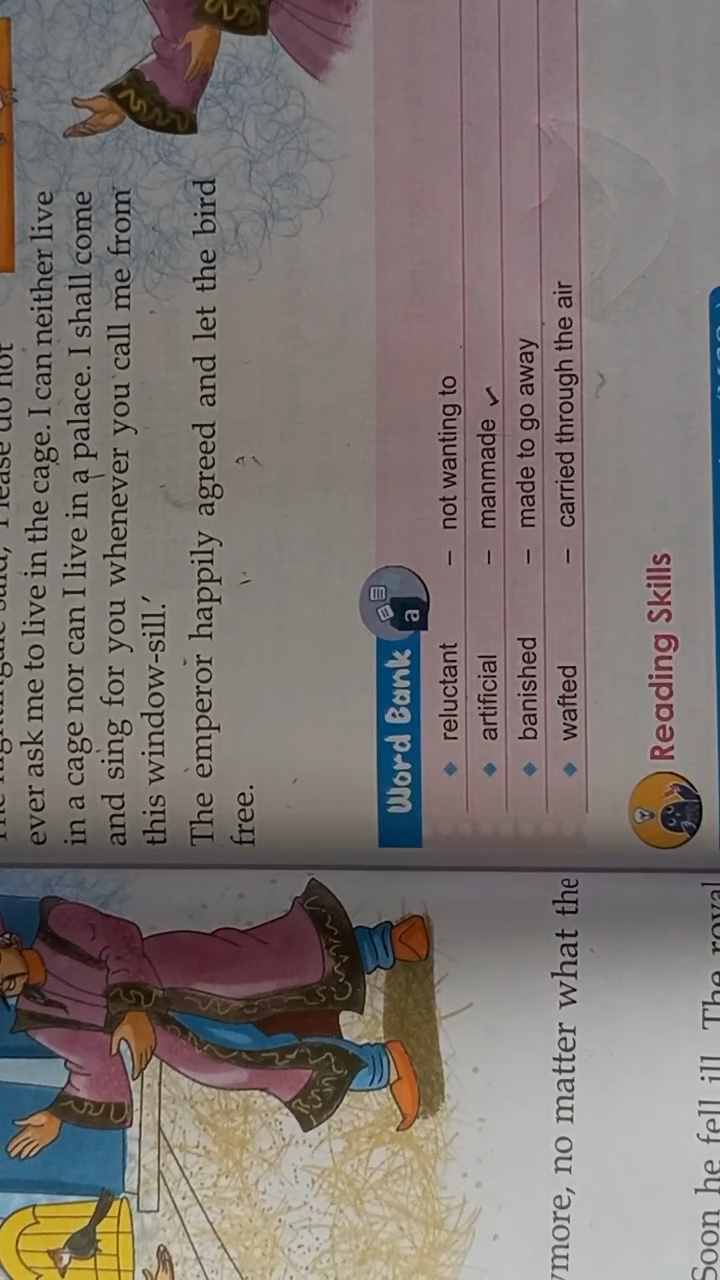 ever ask me to live in the cage. I can neither live
in a cage nor can I live in a palace. I shall come
and sing for you whenever you call me from
this window-sill.’
The emperor happily agreed and let the bird
free.
Word Bank
a
reluctant – not wanting to
artificial – manmade ✓
banished – made to go away
wafted – carried through the air
Reading Skills
more, no matter what the
Soon he fell ill. The royal